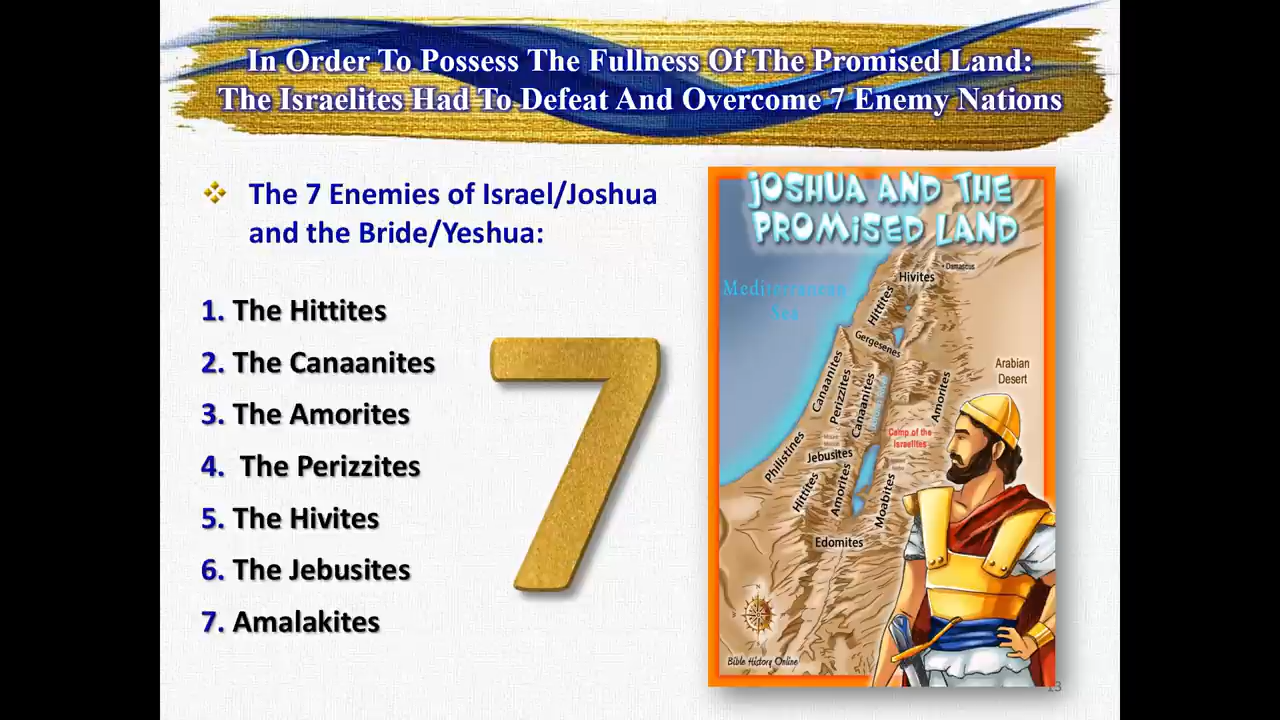 In Order To Possess The Fullness Of The Promised Land:
The Israelites Had To Defeat And Overcome 7 Enemy Nations
The 7 Enemies of Israel/Joshua
and the Bride/Yeshua:
1. The Hittites
2. The Canaanites
3. The Amorites
4. The Perizzites
5. The Hivites
6. The Jebusites
7. Amalakites
7
JOSHUA AND THE
PROMISED LAND
Damascus
Hivites
Mediterranean
Sea
Hittites
Gergesenes
Arabian
Desert
Canaanites
Perizzites
Canaanites
Amorites
Camp of the
Israelites
Philistines
Jebusites
Hittites
Amorites
Moabites
Edomites
N
Bible History Online